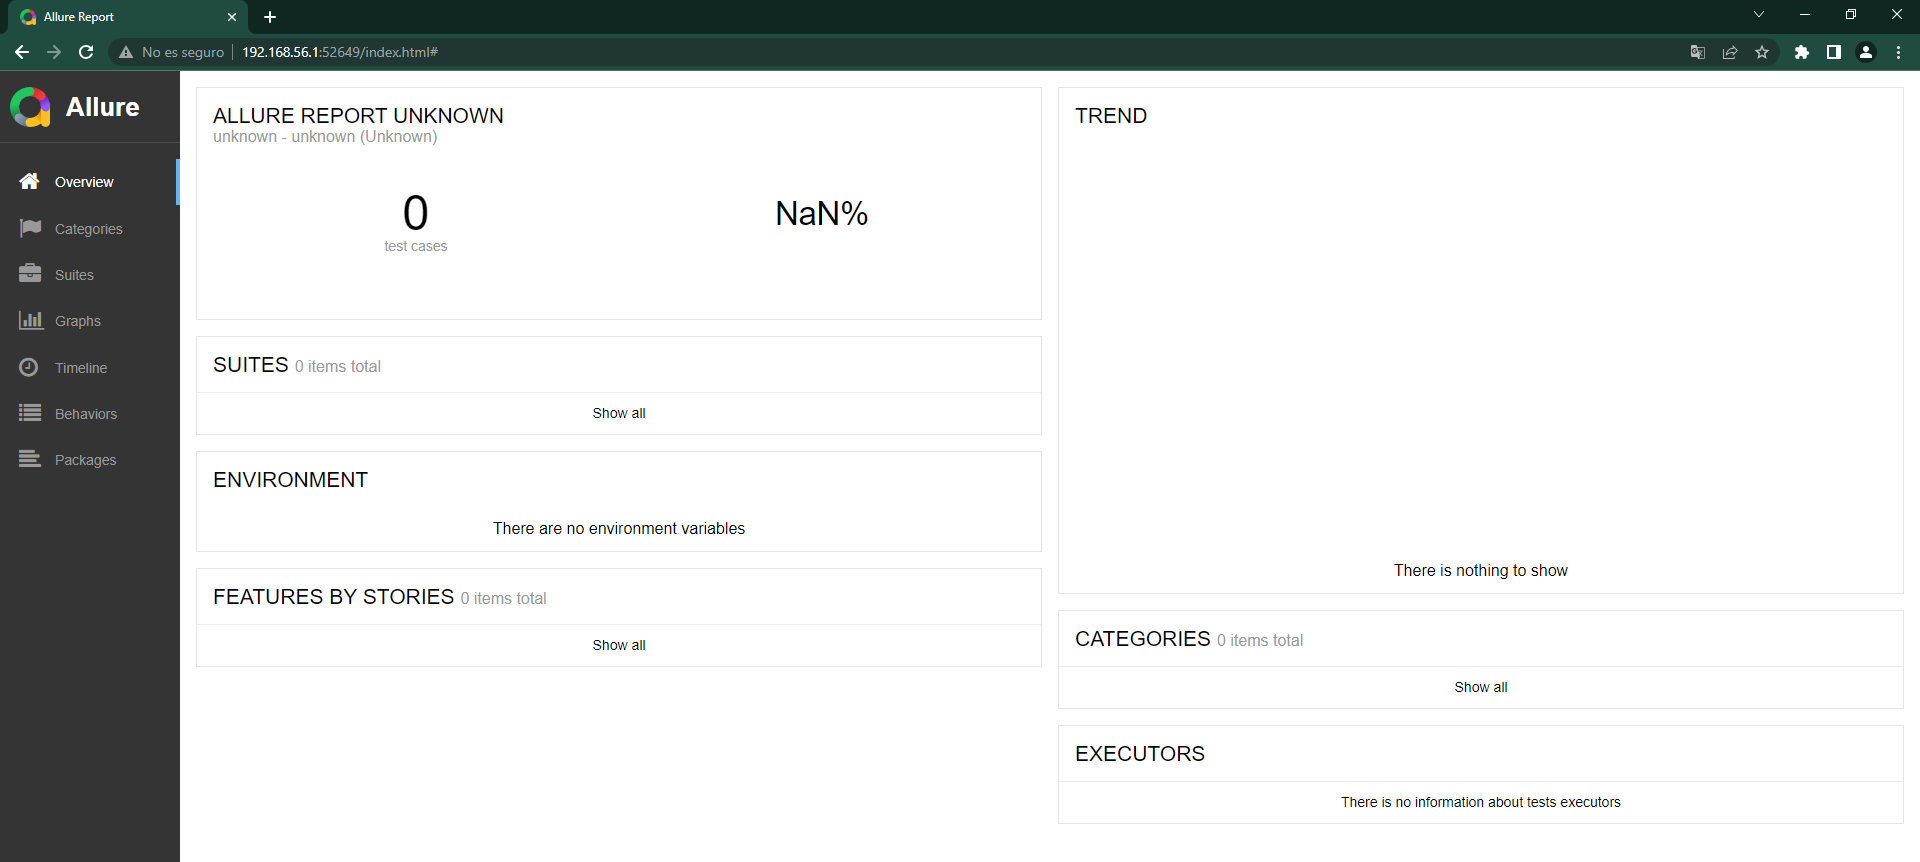 Allure Report
No es seguro
192.168.56.1:52649/index.html#
Allure
Overview
Categories
Suites
Graphs
Timeline
Behaviors
Packages
ALLURE REPORT UNKNOWN
unknown - unknown (Unknown)
0
test cases
NaN%
SUITES 0 items total
Show all
ENVIRONMENT
There are no environment variables
FEATURES BY STORIES 0 items total
Show all
TREND
There is nothing to show
CATEGORIES 0 items total
Show all
EXECUTORS
There is no information about tests executors